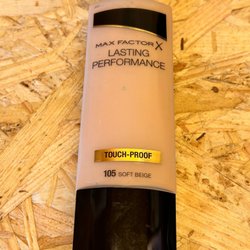 MAX FACTOR X
LASTING
PERFORMANCE
TOUCH-PROOF
105 SOFT BEIGE